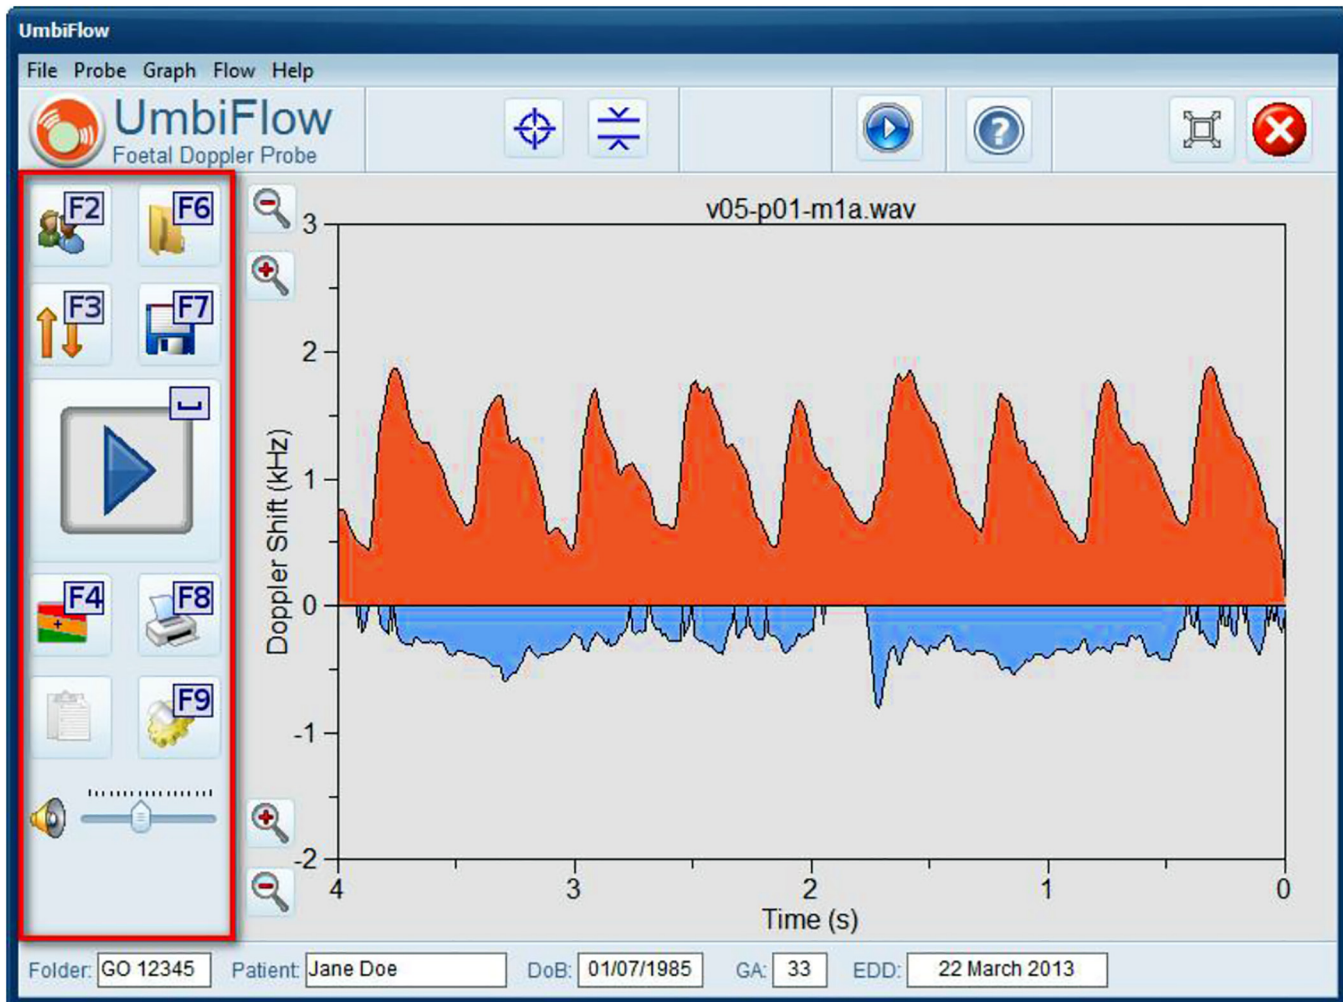 UmbiFlow
File Probe Graph Flow Help
UmbiFlow
Foetal Doppler Probe
F2 F6
F3 F7
F4 F8
F9
v05-p01-m1a.wav
3
2
1
0
-1
-2
Doppler Shift (kHz)
4 3 2 1 0
Time (s)
Folder: GO 12345 Patient: Jane Doe DoB: 01/07/1985 GA: 33 EDD: 22 March 2013